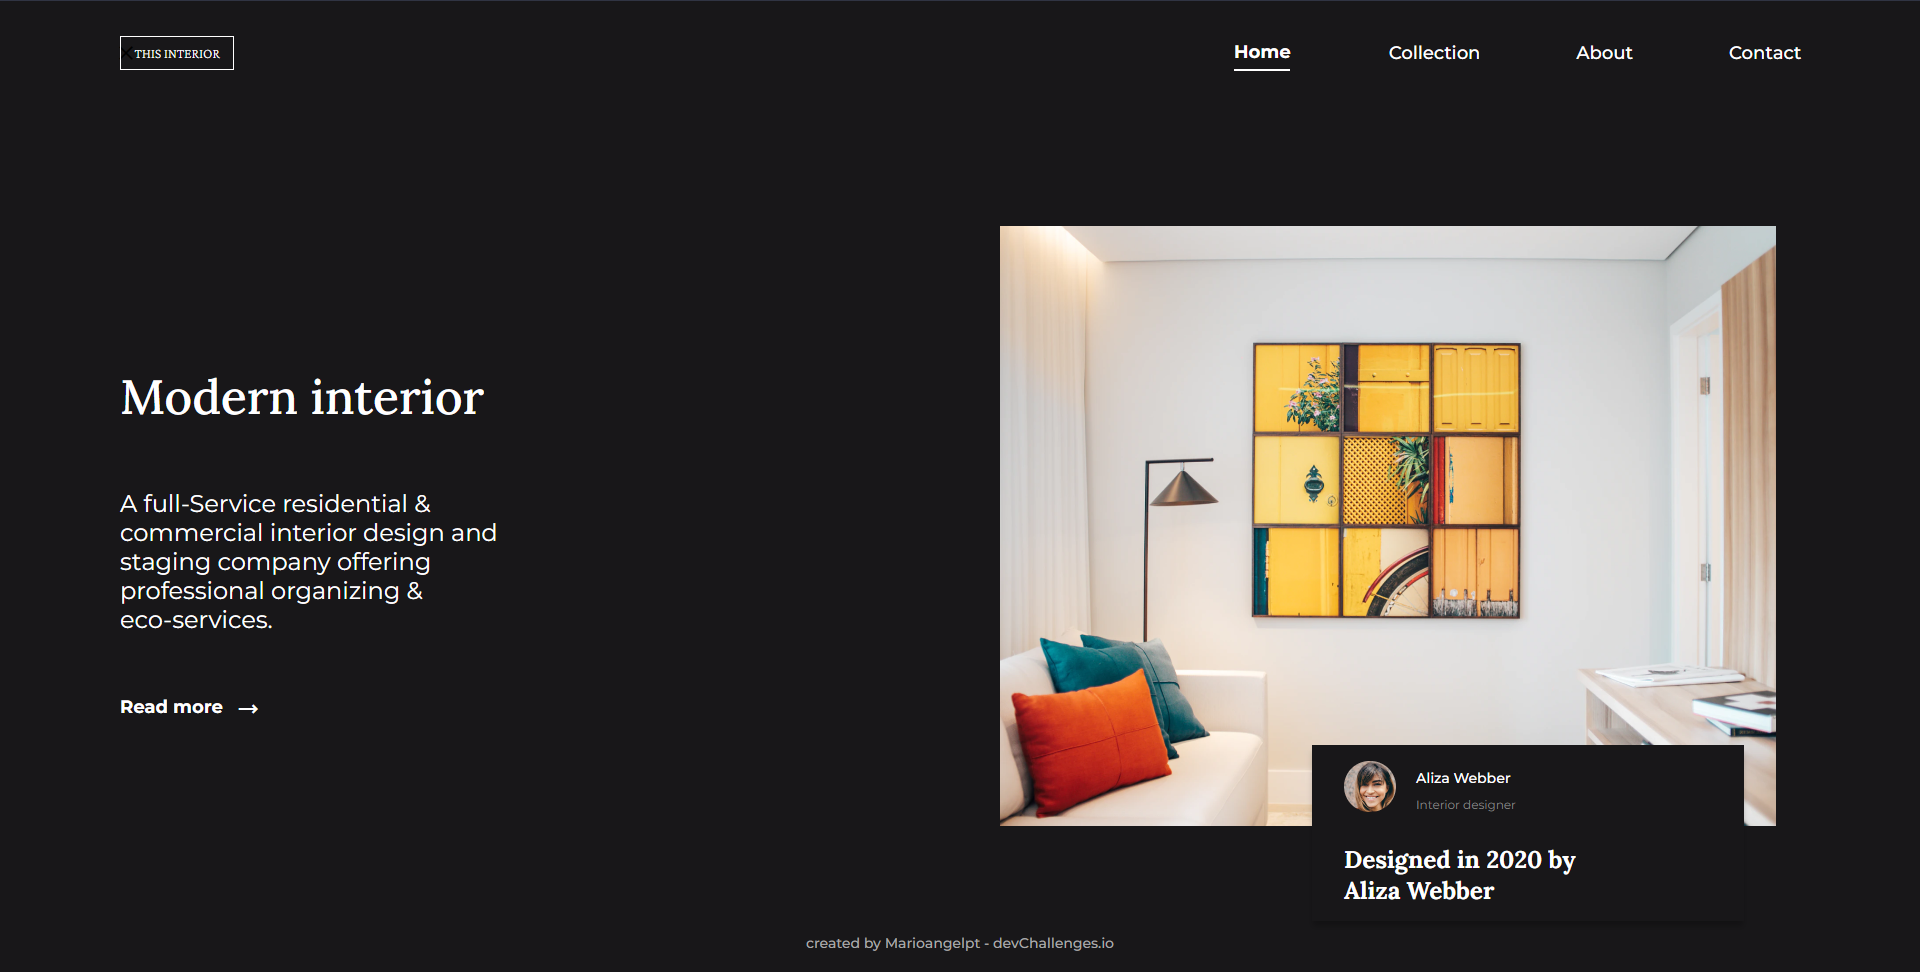 THIS INTERIOR
Home
Collection
About
Contact
Modern interior
A full-Service residential &
commercial interior design and
staging company offering
professional organizing &
eco-services.
Read more
Aliza Webber
Interior designer
Designed in 2020 by
Aliza Webber
created by Marioangelpt - devChallenges.io